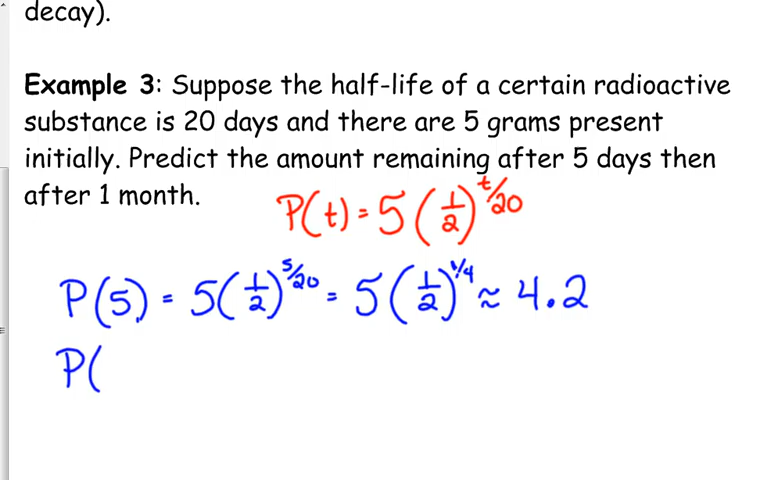 decay).
Example 3: Suppose the half-life of a certain radioactive
substance is 20 days and there are 5 grams present
initially. Predict the amount remaining after 5 days then
after 1 month.
P(t) = 5(1/2)^t/20
P(5) = 5(1/2)^5/20 = 5(1/2)^1/4 ≈ 4.2
P(